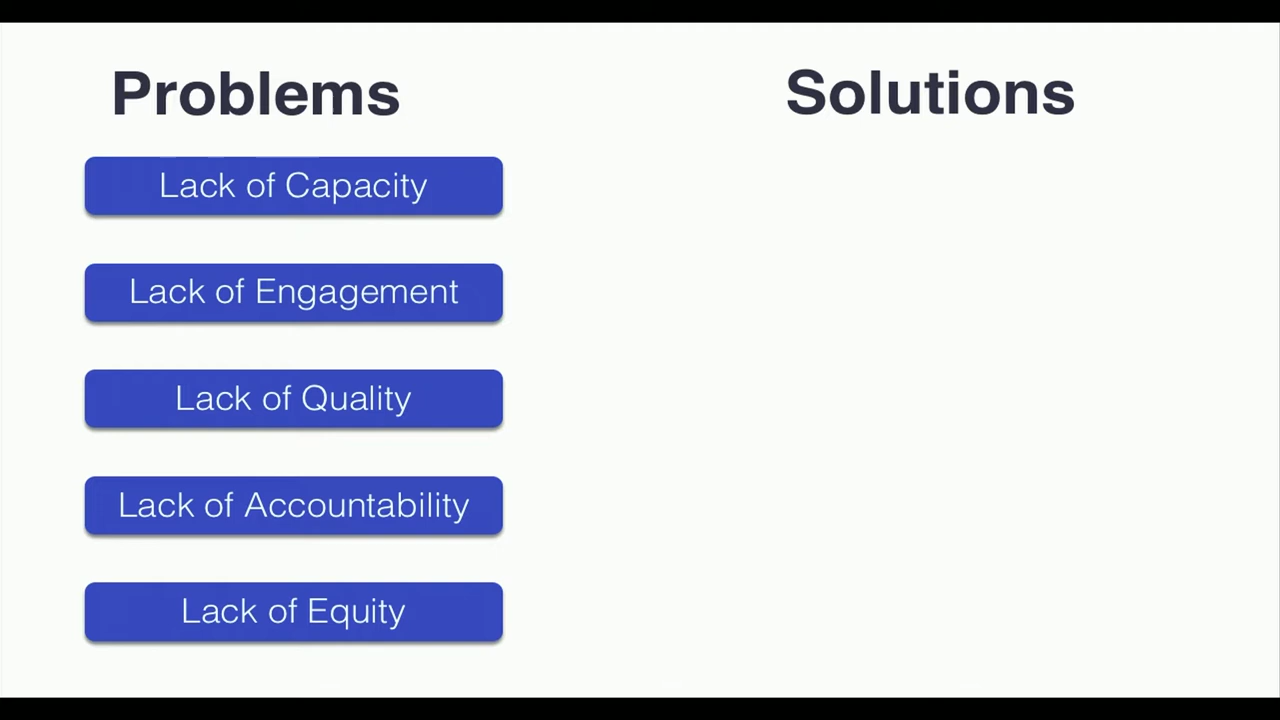 Problems
Solutions
Lack of Capacity
Lack of Engagement
Lack of Quality
Lack of Accountability
Lack of Equity